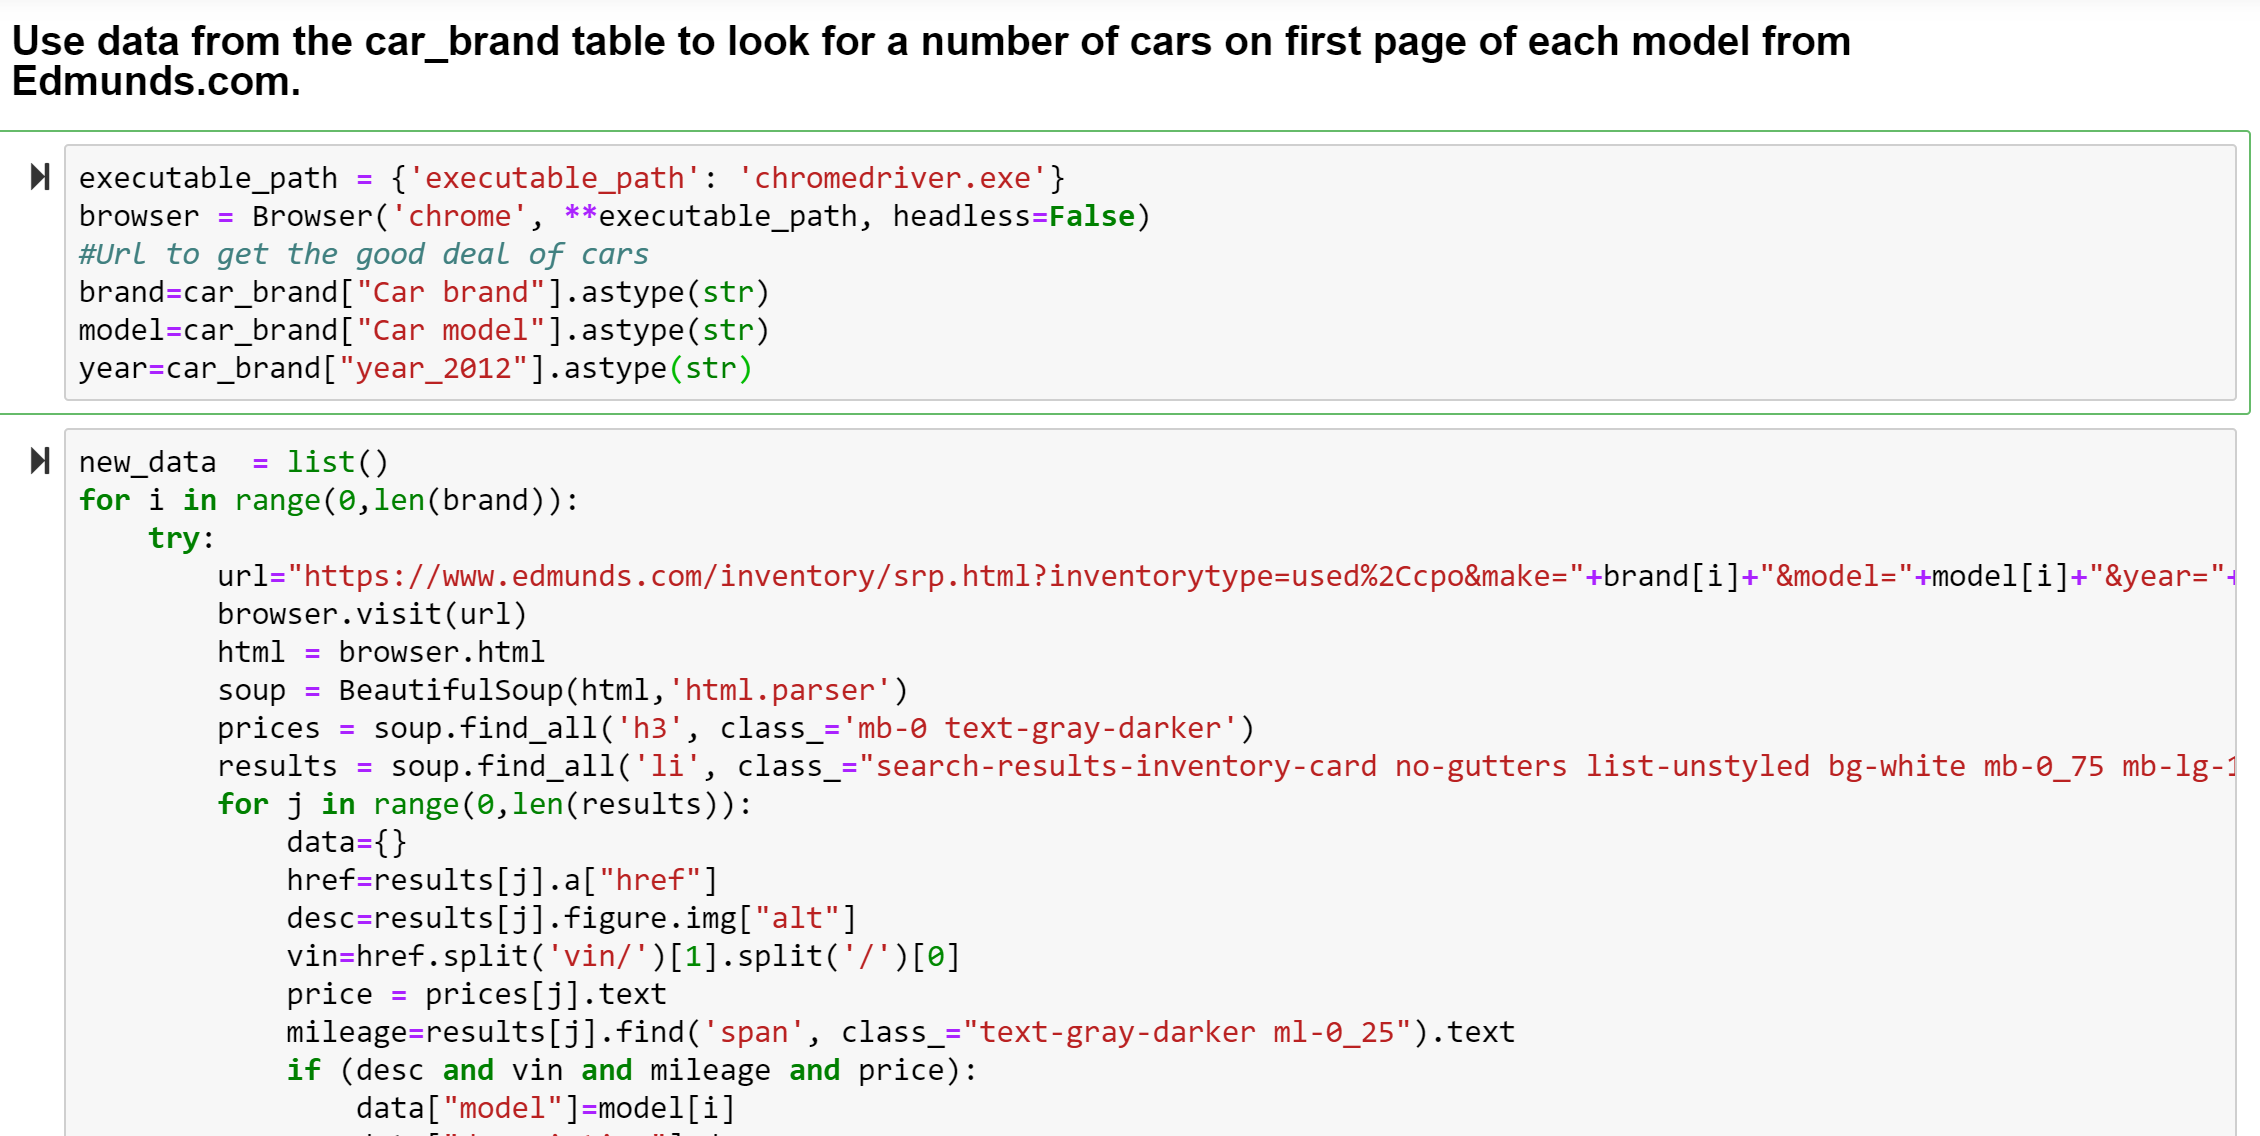 Use data from the car_brand table to look for a number of cars on first page of each model from
Edmunds.com.
executable_path = {'executable_path': 'chromedriver.exe'}
browser = Browser('chrome', **executable_path, headless=False)
#Url to get the good deal of cars
brand=car_brand["Car brand"].astype(str)
model=car_brand["Car model"].astype(str)
year=car_brand["year_2012"].astype(str)
new_data  = list()
for i in range(0,len(brand)):
    try:
        url="https://www.edmunds.com/inventory/srp.html?inventorytype=used%2Ccpo&make="+brand[i]+"&model="+model[i]+"&year="+
        browser.visit(url)
        html = browser.html
        soup = BeautifulSoup(html,'html.parser')
        prices = soup.find_all('h3', class_='mb-0 text-gray-darker')
        results = soup.find_all('li', class_="search-results-inventory-card no-gutters list-unstyled bg-white mb-0_75 mb-lg-1
        for j in range(0,len(results)):
            data={}
            href=results[j].a["href"]
            desc=results[j].figure.img["alt"]
            vin=href.split('vin/')[1].split('/')[0]
            price = prices[j].text
            mileage=results[j].find('span', class_="text-gray-darker ml-0_25").text
            if (desc and vin and mileage and price):
                data["model"]=model[i]